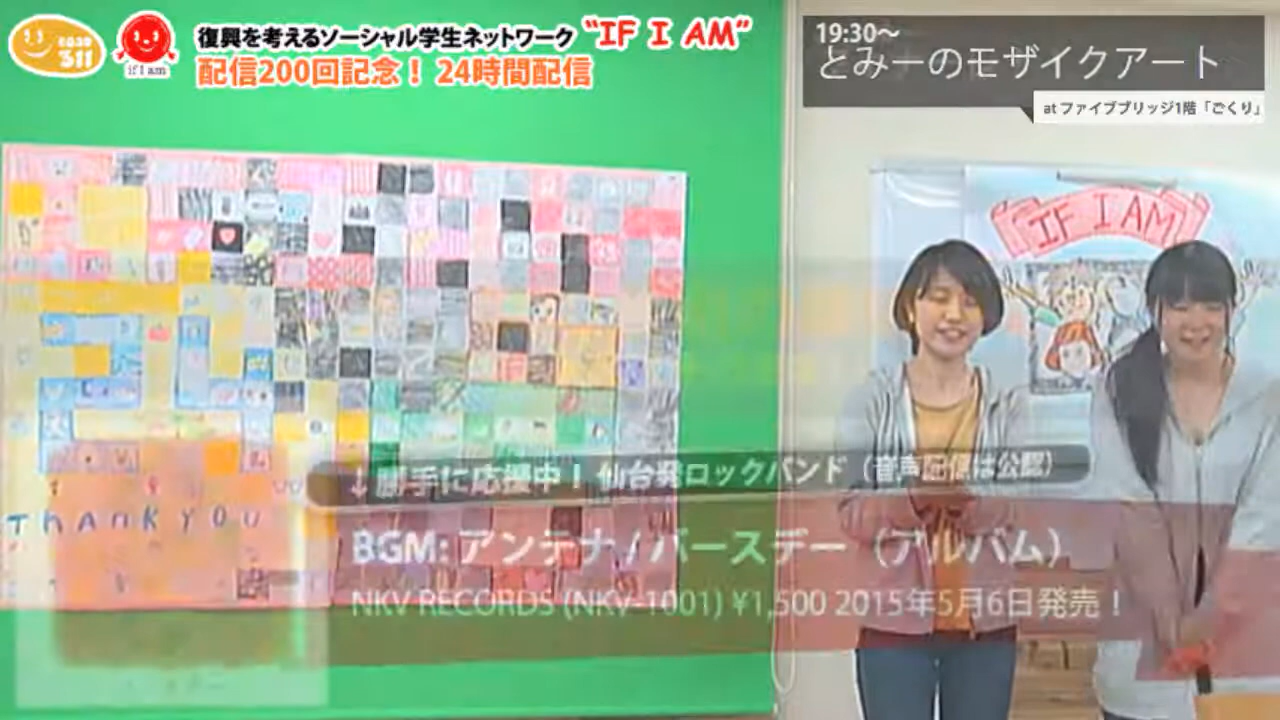 2020
311
if I am
復興を考えるソーシャル学生ネットワーク "IF I AM"
配信200回記念！ 24時間配信
19:30〜
とみーのモザイクアート
at ファイブブリッジ1階「ごくり」
IF I AM
THANK YOU
↓勝手に応援中！仙台発ロックバンド（音声配信は公認）
BGM: アンテナ / バースデー（アルバム）
NKV RECORDS (NKV-1001) ¥1,500 2015年5月6日発売！